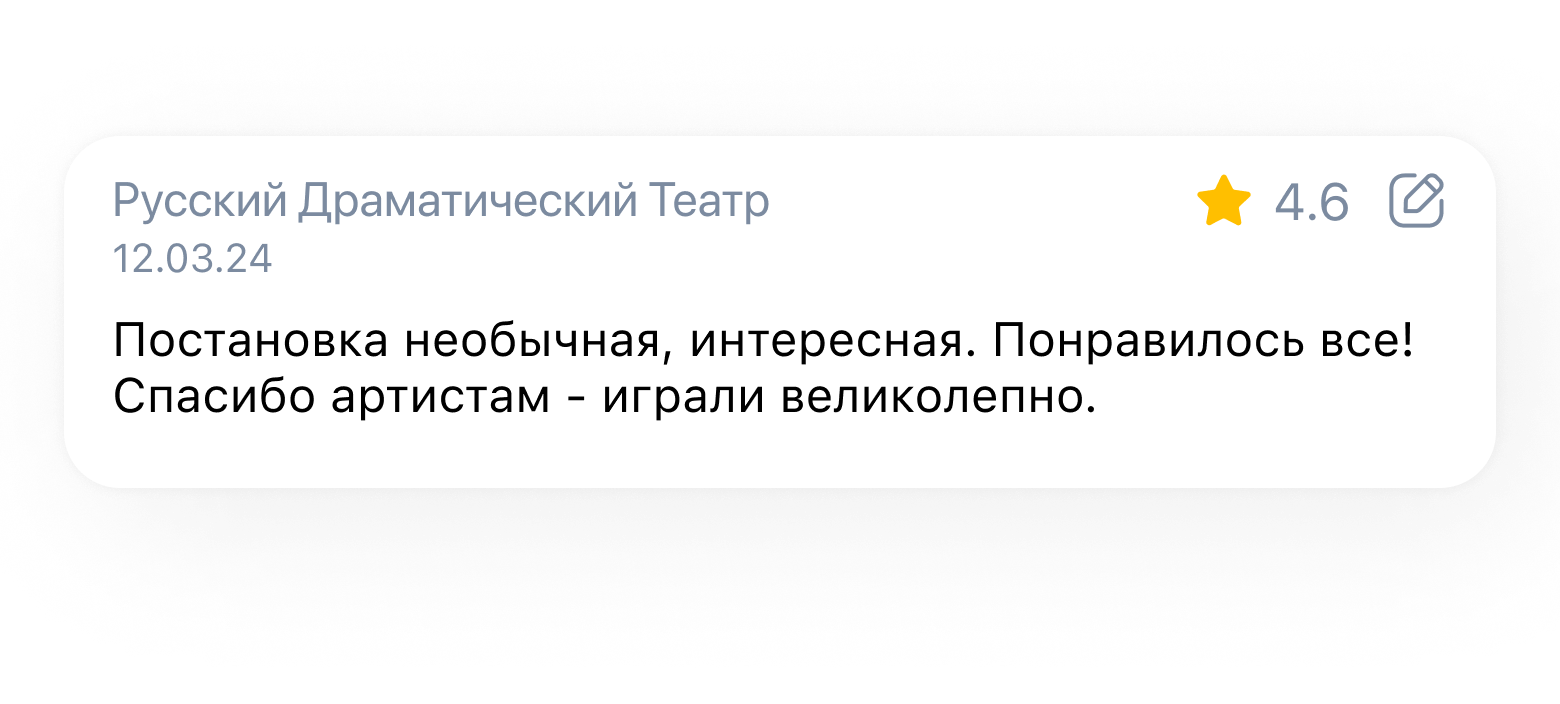 Русский Драматический Театр
4.6
12.03.24
Постановка необычная, интересная. Понравилось все!
Спасибо артистам - играли великолепно.